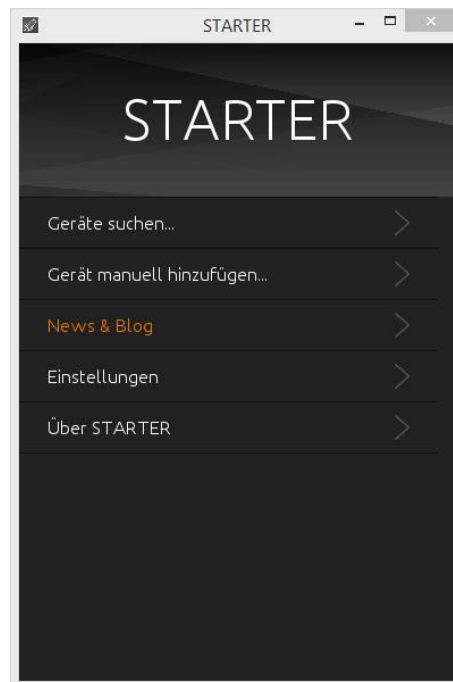 STARTER
STARTER
Geräte suchen...
Gerät manuell hinzufügen...
News & Blog
Einstellungen
Über STARTER